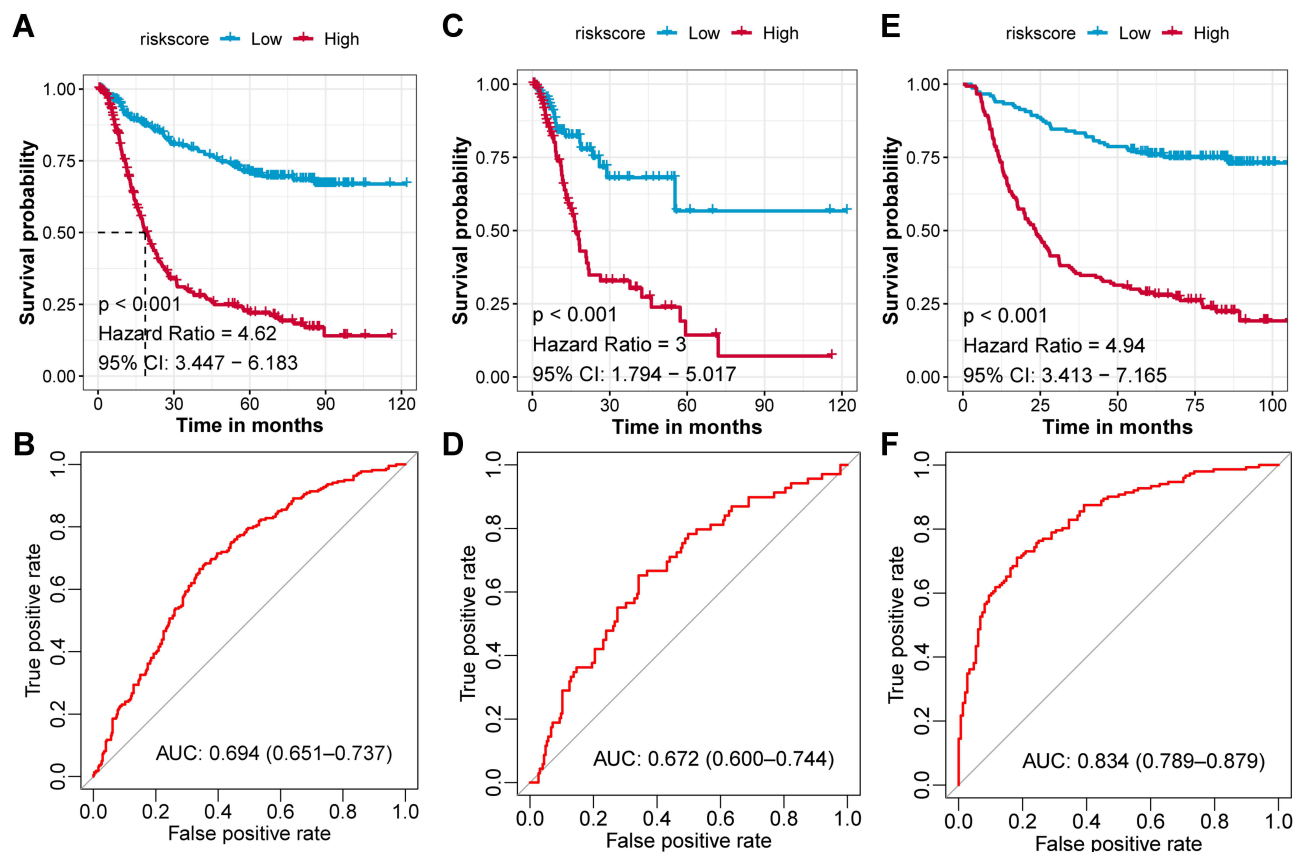 A
riskscore Low High
Survival probability
1.00
0.75
0.50
0.25
0.00
p < 0.001
Hazard Ratio = 4.62
95% CI: 3.447 − 6.183
0 30 60 90 120
Time in months
C
riskscore Low High
Survival probability
1.00
0.75
0.50
0.25
0.00
p < 0.001
Hazard Ratio = 3
95% CI: 1.794 − 5.017
0 30 60 90 120
Time in months
E
riskscore Low High
Survival probability
1.00
0.75
0.50
0.25
0.00
p < 0.001
Hazard Ratio = 4.94
95% CI: 3.413 − 7.165
0 25 50 75 100
Time in months
B
True positive rate
1.0
0.8
0.6
0.4
0.2
0.0
AUC: 0.694 (0.651–0.737)
0.0 0.2 0.4 0.6 0.8 1.0
False positive rate
D
True positive rate
1.0
0.8
0.6
0.4
0.2
0.0
AUC: 0.672 (0.600–0.744)
0.0 0.2 0.4 0.6 0.8 1.0
False positive rate
F
True positive rate
1.0
0.8
0.6
0.4
0.2
0.0
AUC: 0.834 (0.789–0.879)
0.0 0.2 0.4 0.6 0.8 1.0
False positive rate